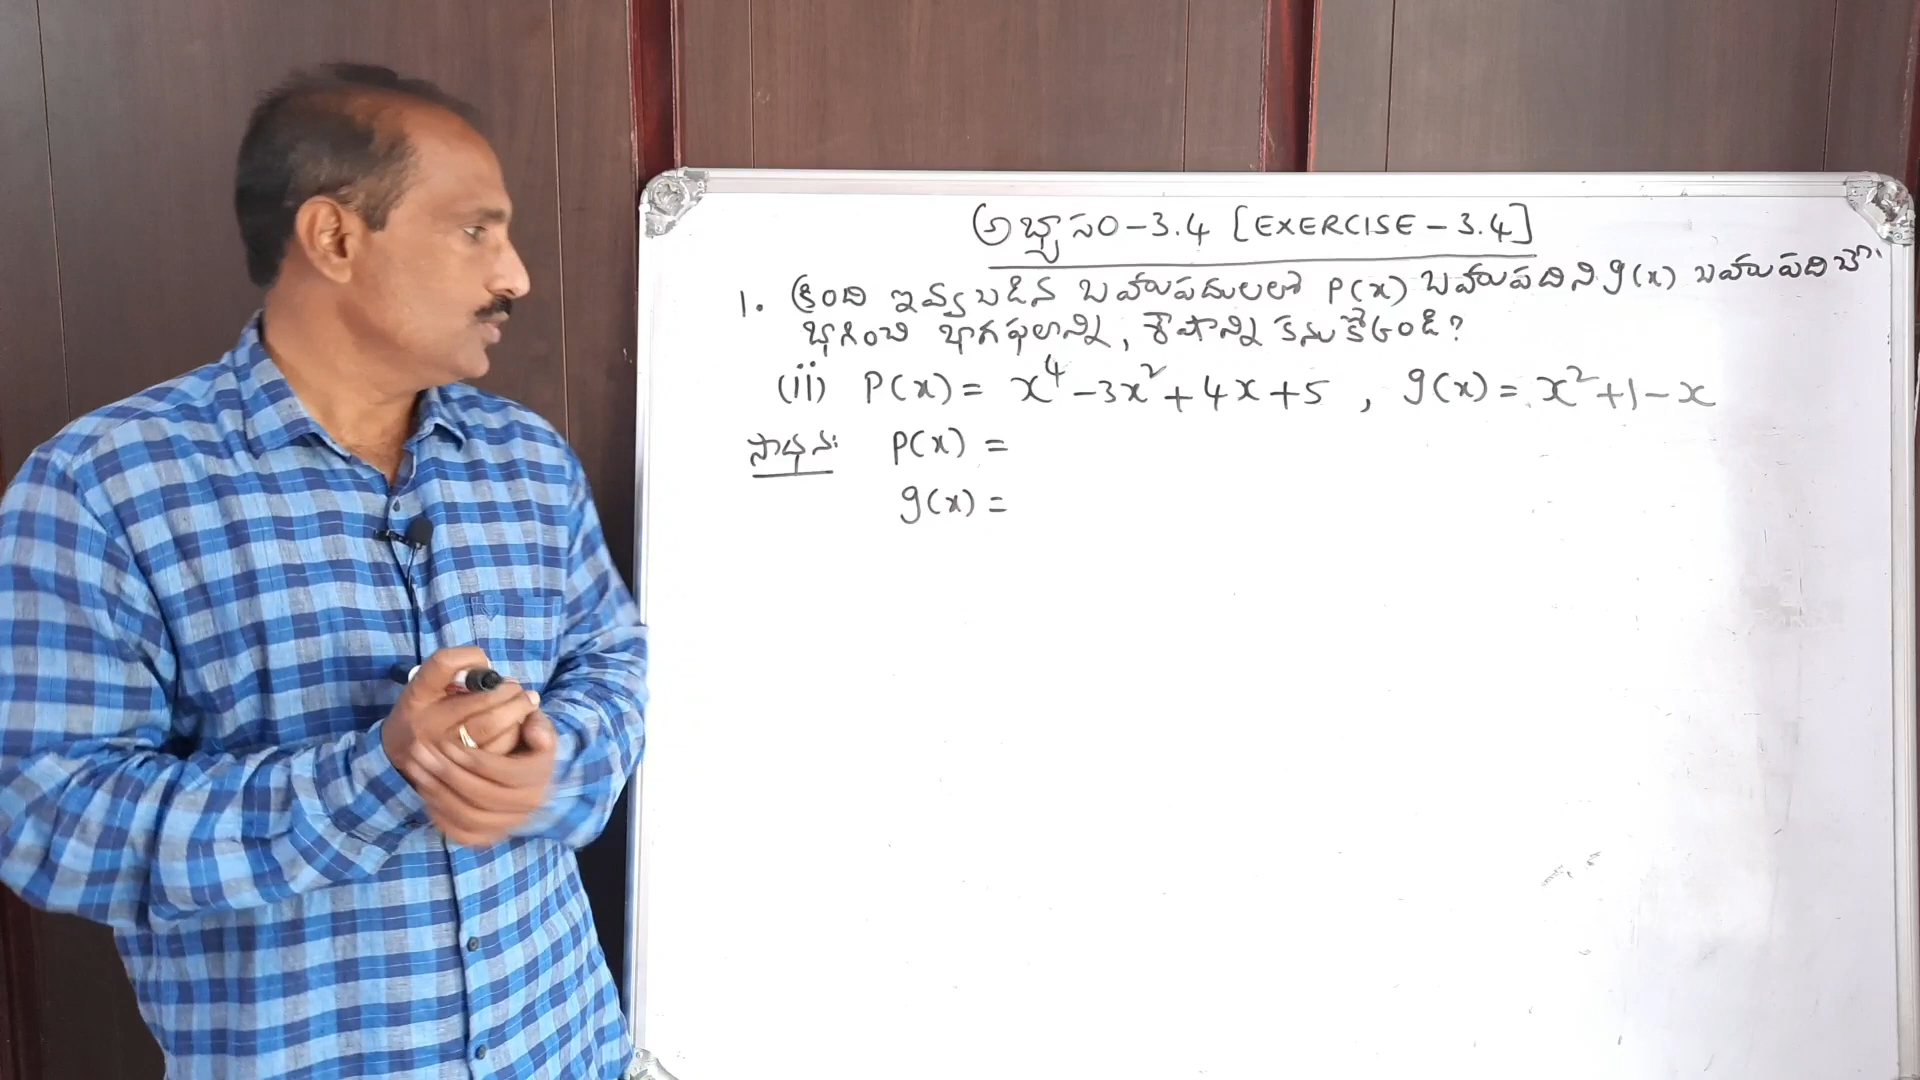 అభ్యాసం - 3.4 [EXERCISE - 3.4]
1. క్రింది ఇవ్వబడిన బహుపదులలో P(x) బహుపదిని g(x) బహుపదిచే
భాగించి భాగఫలాన్ని, శేషాన్ని కనుక్కోండి?
(ii) P(x) = x⁴ - 3x² + 4x + 5 , g(x) = x² + 1 - x
సాధన: P(x) =
g(x) =